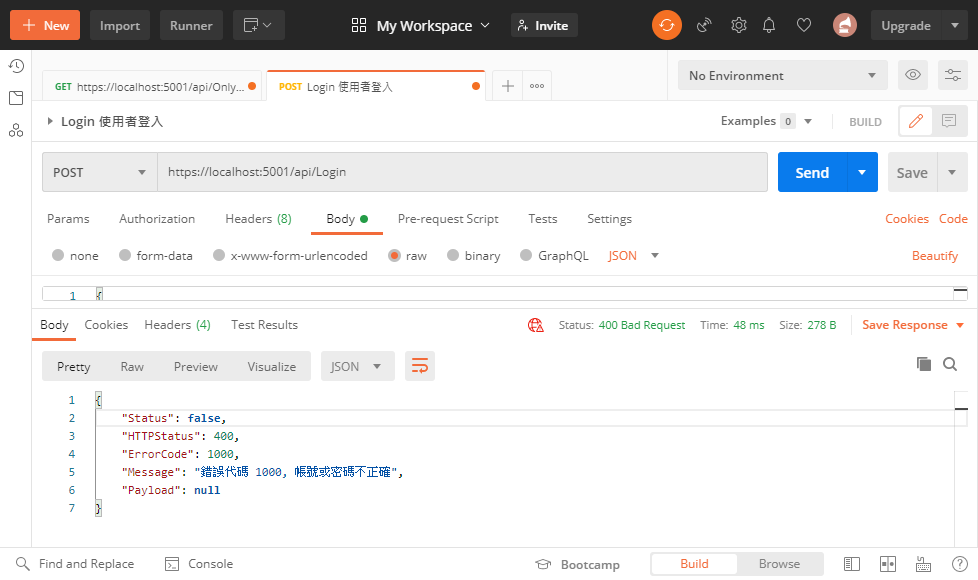 New Import Runner My Workspace Invite Upgrade
GET https://localhost:5001/api/Only... POST Login 使用者登入 No Environment
Login 使用者登入 Examples 0 BUILD
POST https://localhost:5001/api/Login Send Save
Params Authorization Headers (8) Body Pre-request Script Tests Settings Cookies Code
none form-data x-www-form-urlencoded raw binary GraphQL JSON Beautify
1 {
Body Cookies Headers (4) Test Results Status: 400 Bad Request Time: 48 ms Size: 278 B Save Response
Pretty Raw Preview Visualize JSON
1 {
2 "Status": false,
3 "HTTPStatus": 400,
4 "ErrorCode": 1000,
5 "Message": "錯誤代碼 1000, 帳號或密碼不正確",
6 "Payload": null
7 }
Find and Replace Console Bootcamp Build Browse